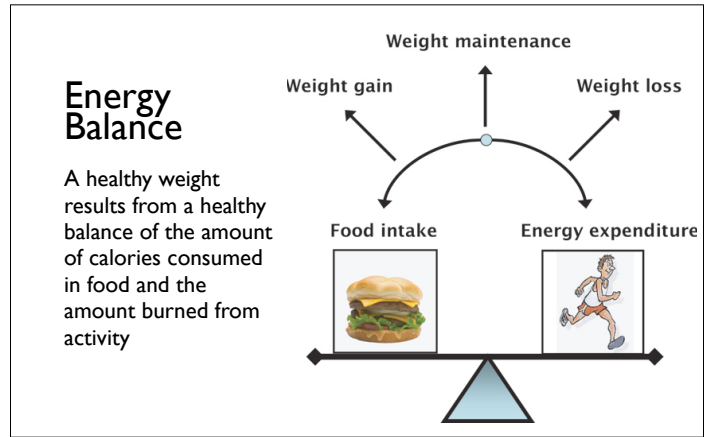 Energy
Balance
A healthy weight
results from a healthy
balance of the amount
of calories consumed
in food and the
amount burned from
activity
Weight maintenance
Weight gain
Weight loss
Food intake
Energy expenditure